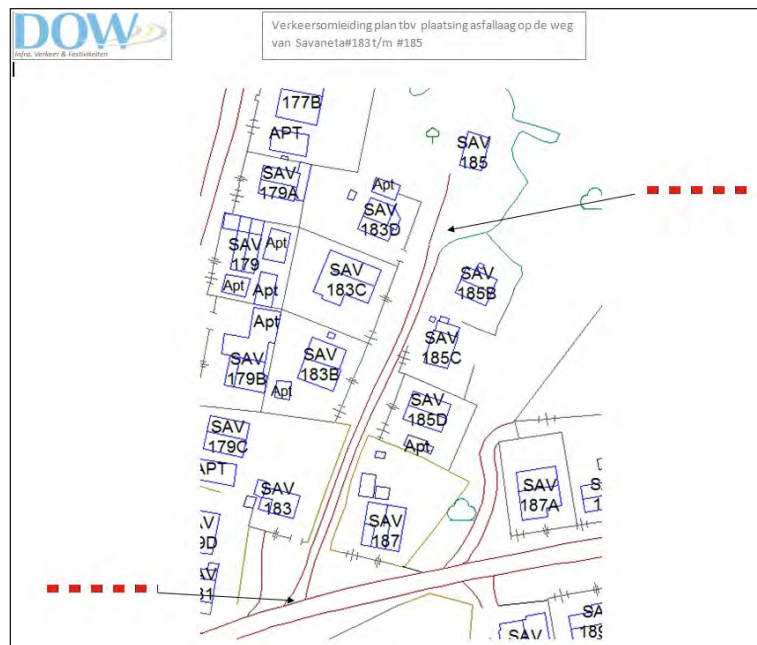 DOW
Infra, Verkeer & Festiviteiten
Verkeersomleiding plan tbv plaatsing asfallaag op de weg
van Savaneta#183 t/m #185
177B
APT
SAV
185
SAV
179A
Apt
SAV
183D
SAV
179
Apt
Apt
Apt
SAV
183C
SAV
185B
Apt
SAV
179B
SAV
183B
Apt
SAV
185C
SAV
185D
Apt
SAV
179C
APT
SAV
183
SAV
187
SAV
187A
9D
SAV
SAV
189